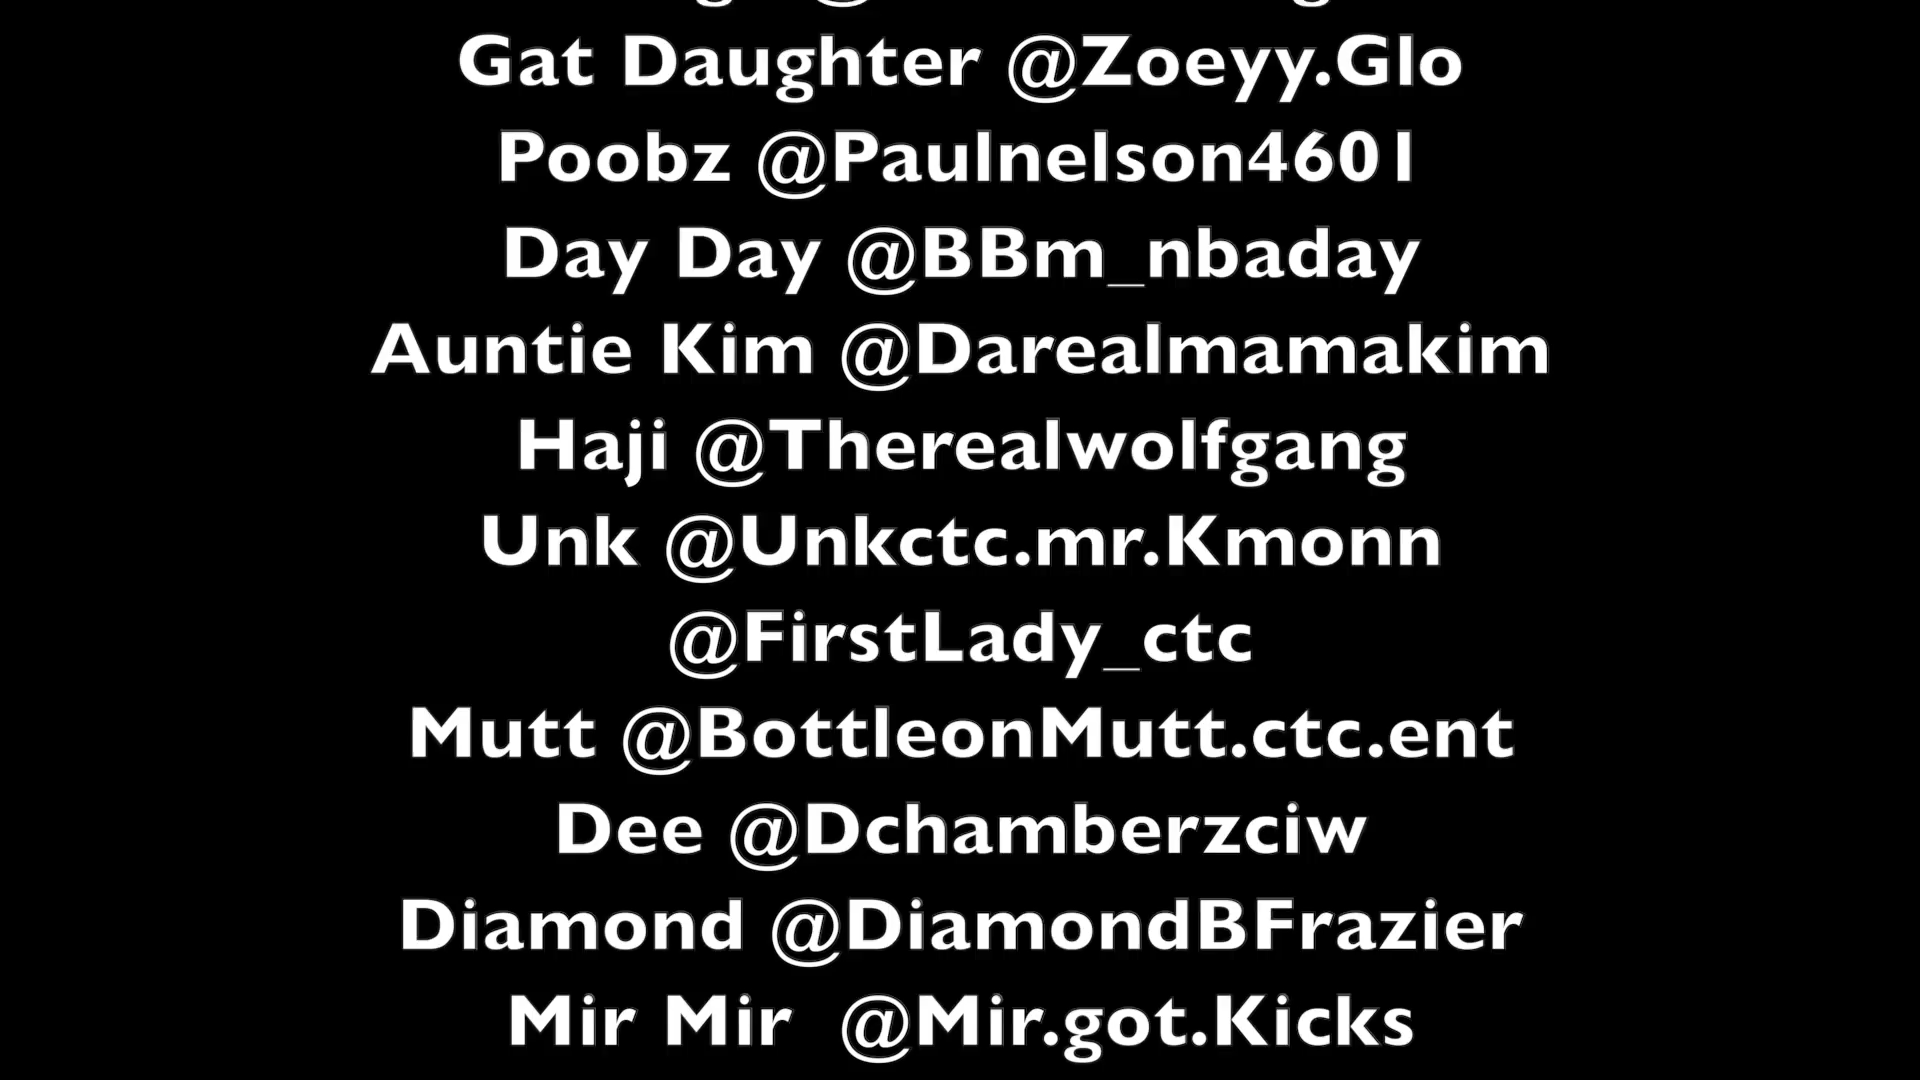 Gat Daughter @Zoeyy.Glo
Poobz @Paulnelson4601
Day Day @BBm_nbaday
Auntie Kim @Darealmamakim
Haji @Therealwolfgang
Unk @Unkctc.mr.Kmonn
@FirstLady_ctc
Mutt @BottleonMutt.ctc.ent
Dee @Dchamberzciw
Diamond @DiamondBFrazier
Mir Mir  @Mir.got.Kicks